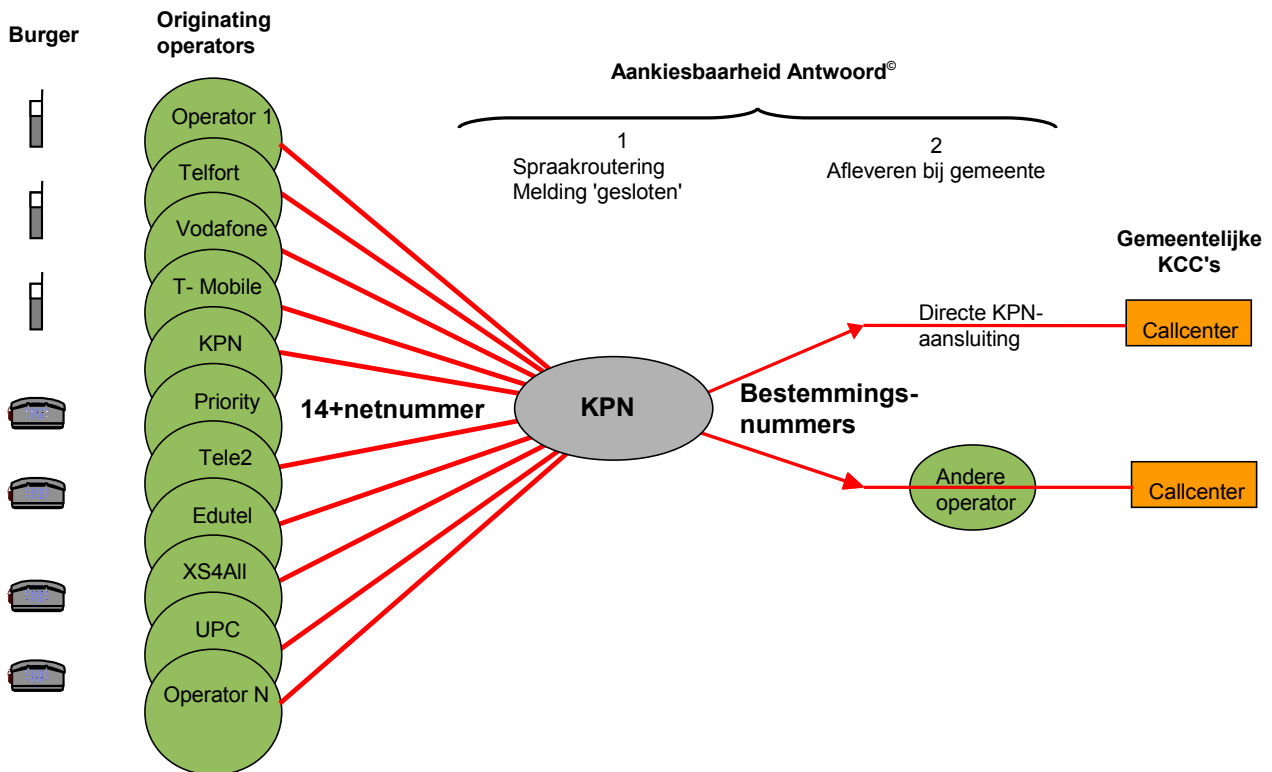 Burger
Originating
operators
Operator 1
Telfort
Vodafone
T- Mobile
KPN
Priority
Tele2
Edutel
XS4All
UPC
Operator N
14+netnummer
KPN
Aankiesbaarheid Antwoord©
1
Spraakroutering
Melding 'gesloten'
2
Afleveren bij gemeente
Bestemmings-
nummers
Directe KPN-
aansluiting
Andere
operator
Gemeentelijke
KCC's
Callcenter
Callcenter